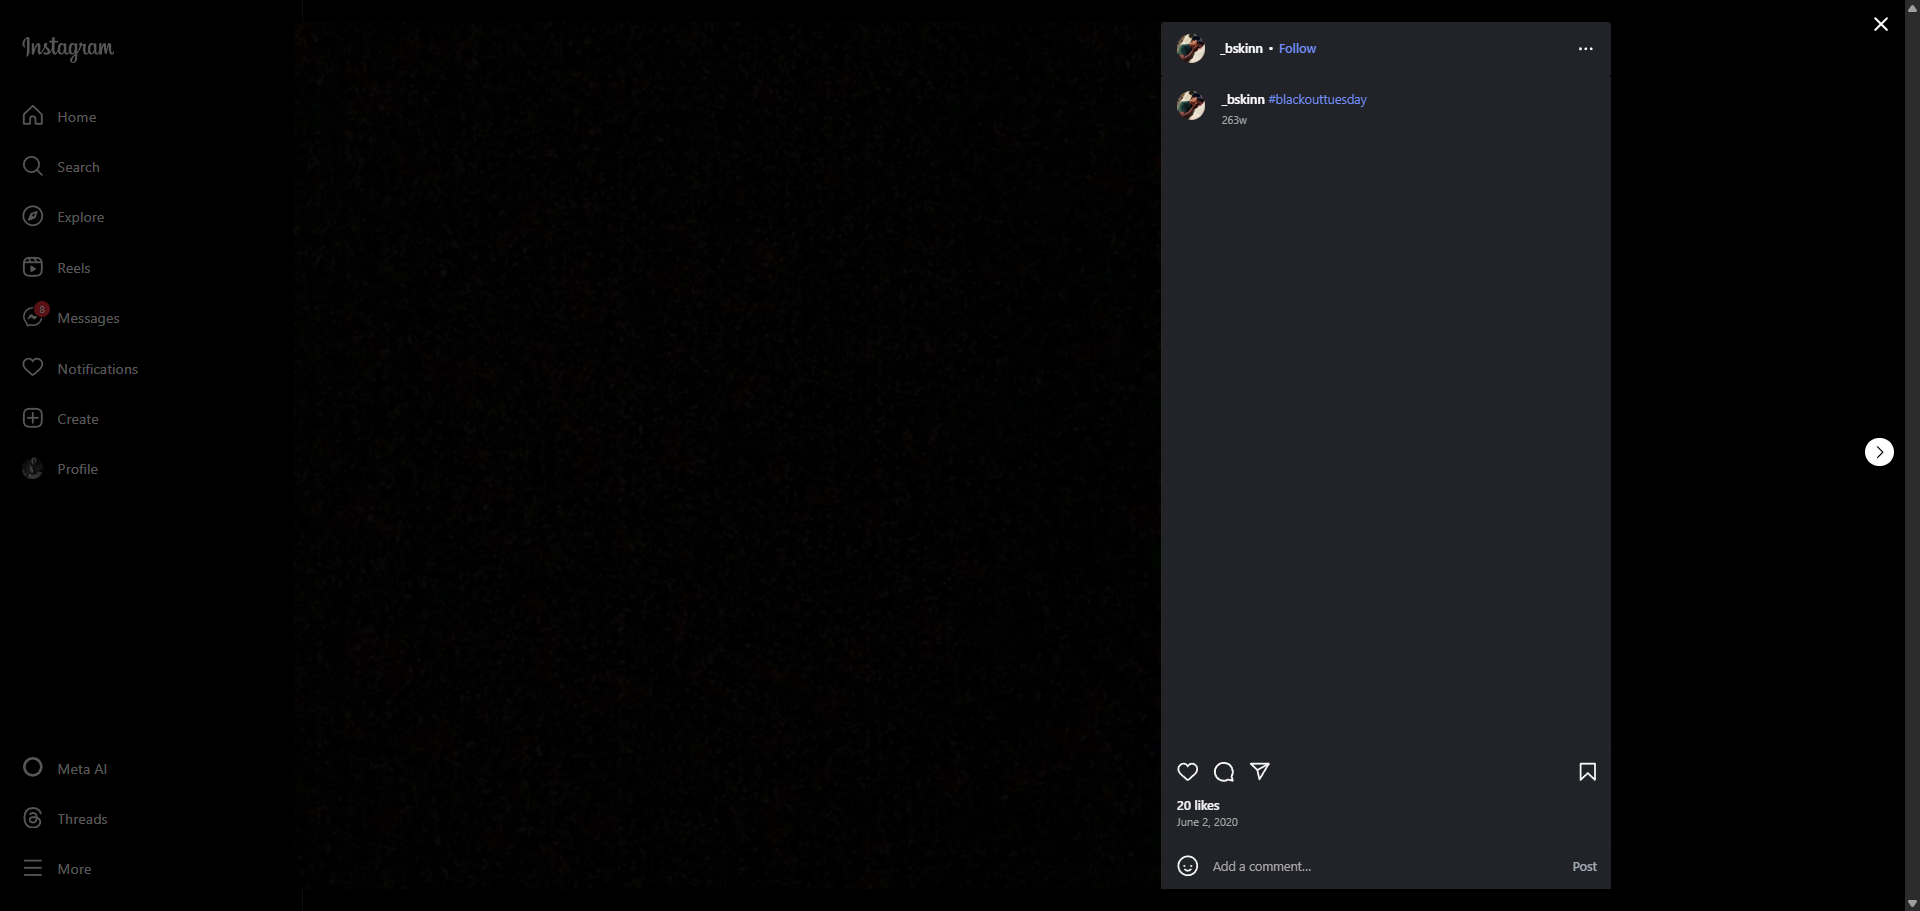 Instagram
Home
Search
Explore
Reels
8
Messages
Notifications
Create
Profile
Meta AI
Threads
More
_bskinn • Follow
_bskinn #blackouttuesday
263w
20 likes
June 2, 2020
Add a comment...
Post